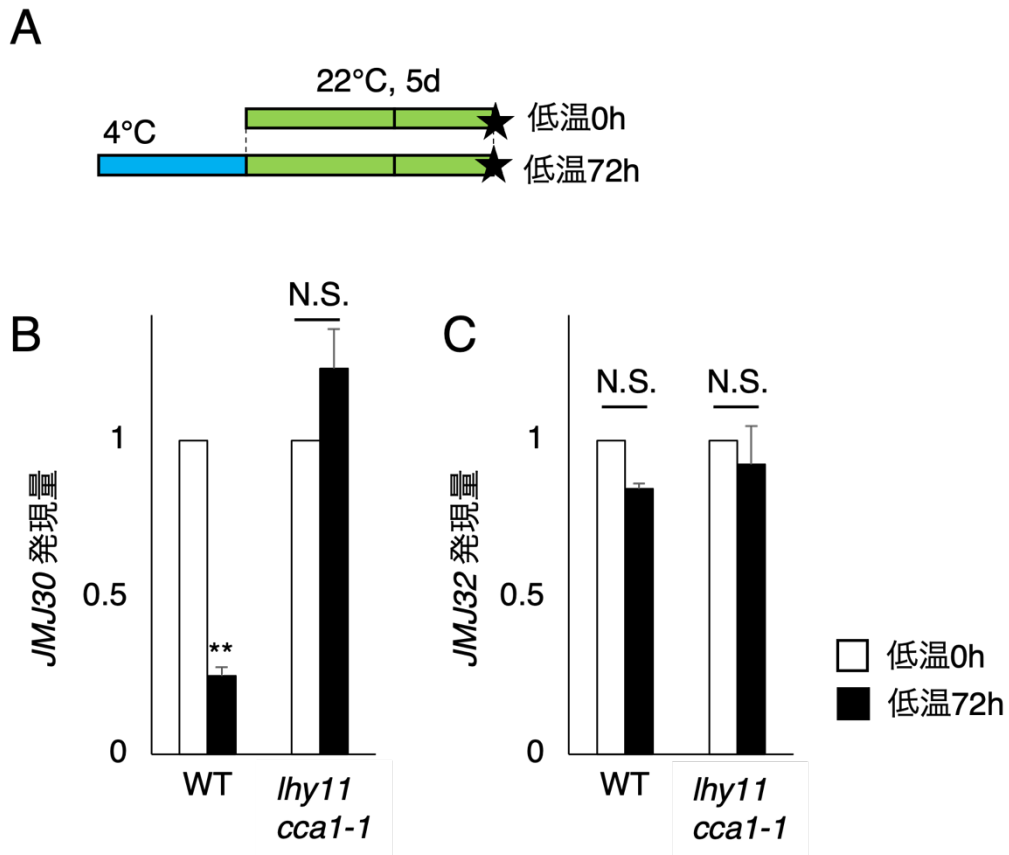 A
22°C, 5d
4°C
低温0h
低温72h
B
N.S.
1
0.5
0
JMJ30 発現量
**
WT
lhy11
cca1-1
C
N.S.
N.S.
1
0.5
0
JMJ32 発現量
WT
lhy11
cca1-1
低温0h
低温72h